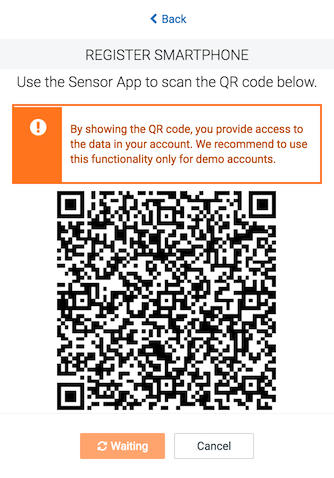 Back
REGISTER SMARTPHONE
Use the Sensor App to scan the QR code below.
By showing the QR code, you provide access to
the data in your account. We recommend to use
this functionality only for demo accounts.
Waiting
Cancel